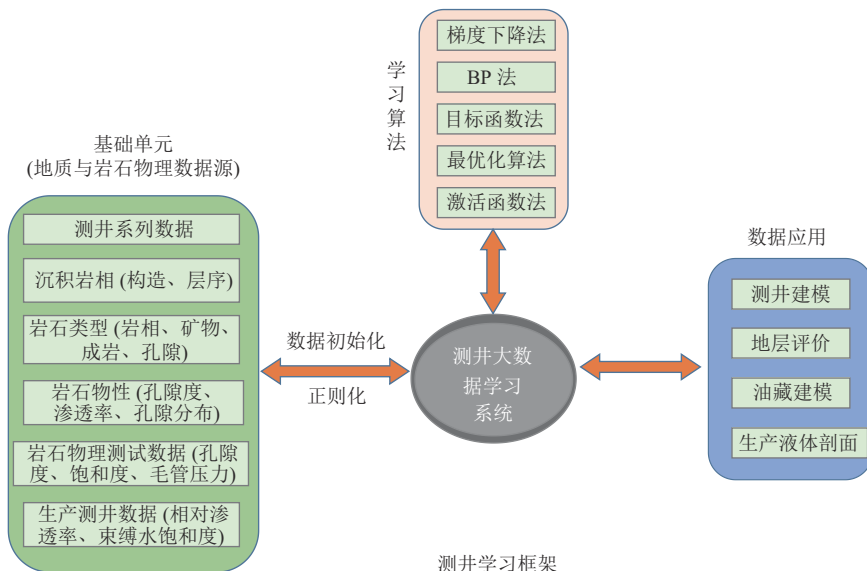 基础单元
(地质与岩石物理数据源)
测井系列数据
沉积岩相 (构造、层序)
岩石类型 (岩相、矿物、
成岩、孔隙)
岩石物性 (孔隙度、
渗透率、孔隙分布)
岩石物理测试数据 (孔隙
度、饱和度、毛管压力)
生产测井数据 (相对渗
透率、束缚水饱和度)
数据初始化
正则化
学
习
算
法
梯度下降法
BP 法
目标函数法
最优化算法
激活函数法
测井大数
据学习
系统
数据应用
测井建模
地层评价
油藏建模
生产液体剖面
测井学习框架